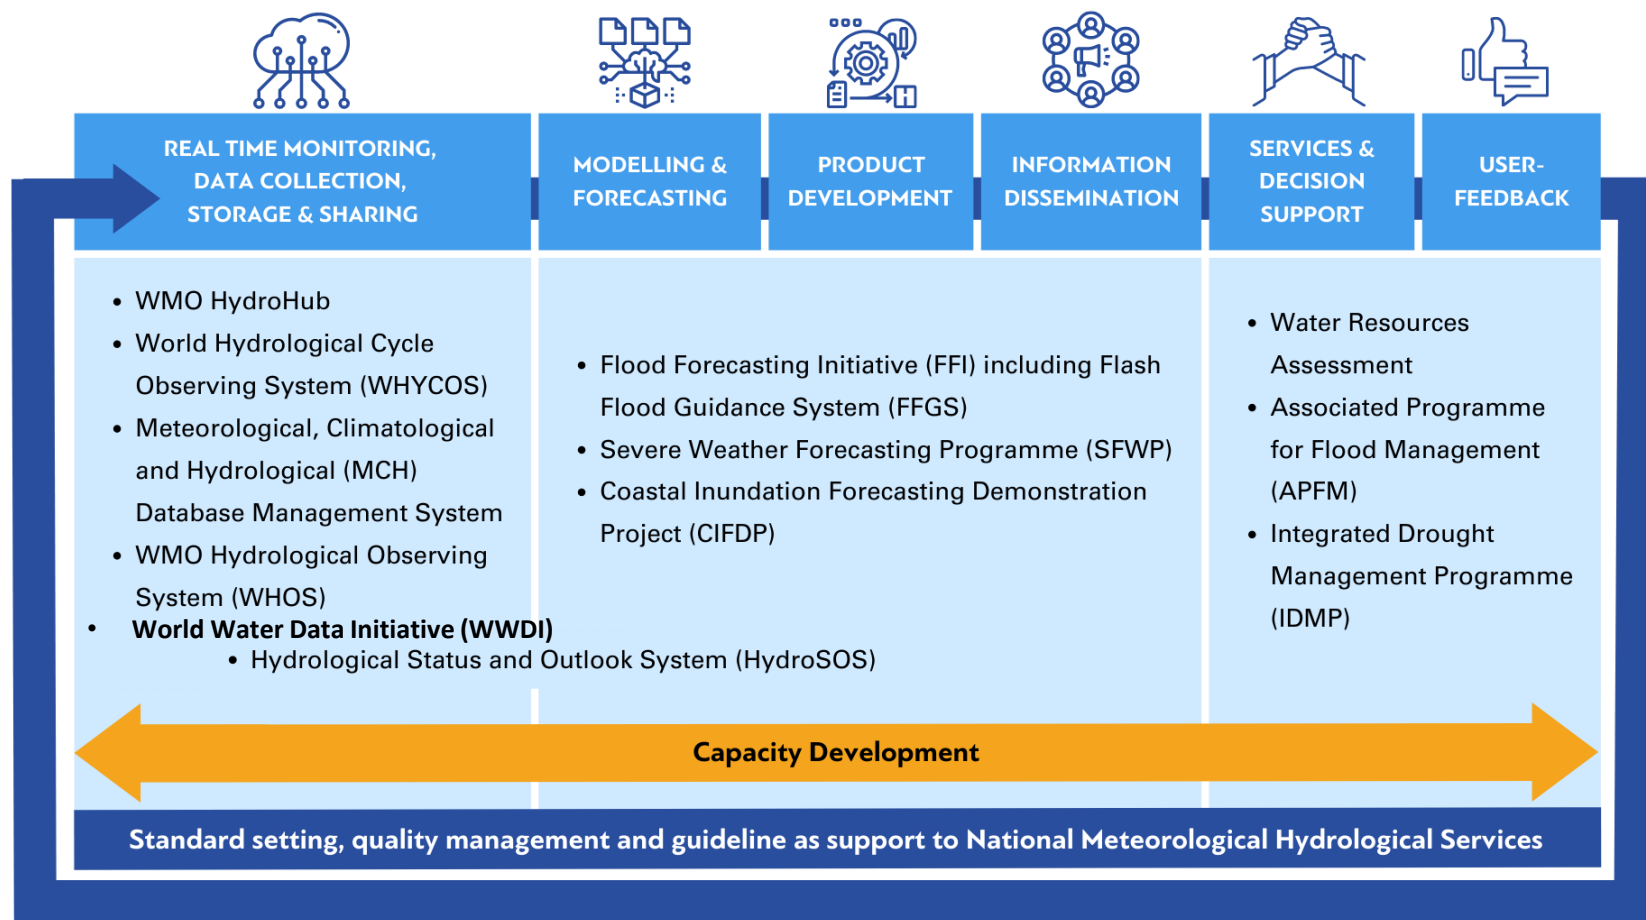 REAL TIME MONITORING,
DATA COLLECTION,
STORAGE & SHARING
MODELLING &
FORECASTING
PRODUCT
DEVELOPMENT
INFORMATION
DISSEMINATION
SERVICES &
DECISION
SUPPORT
USER-
FEEDBACK
• WMO HydroHub
• World Hydrological Cycle
Observing System (WHYCOS)
• Meteorological, Climatological
and Hydrological (MCH)
Database Management System
• WMO Hydrological Observing
System (WHOS)
• World Water Data Initiative (WWDI)
• Hydrological Status and Outlook System (HydroSOS)
• Flood Forecasting Initiative (FFI) including Flash
Flood Guidance System (FFGS)
• Severe Weather Forecasting Programme (SFWP)
• Coastal Inundation Forecasting Demonstration
Project (CIFDP)
• Water Resources
Assessment
• Associated Programme
for Flood Management
(APFM)
• Integrated Drought
Management Programme
(IDMP)
Capacity Development
Standard setting, quality management and guideline as support to National Meteorological Hydrological Services